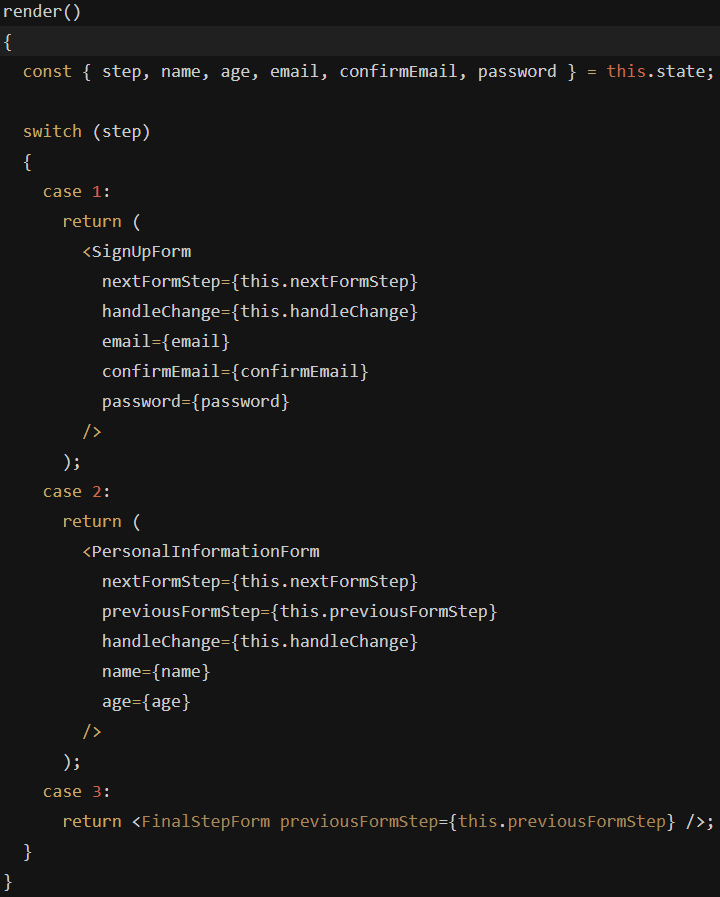 render()
{
  const { step, name, age, email, confirmEmail, password } = this.state;

  switch (step)
  {
    case 1:
      return (
        <SignUpForm
          nextFormStep={this.nextFormStep}
          handleChange={this.handleChange}
          email={email}
          confirmEmail={confirmEmail}
          password={password}
        />
      );
    case 2:
      return (
        <PersonalInformationForm
          nextFormStep={this.nextFormStep}
          previousFormStep={this.previousFormStep}
          handleChange={this.handleChange}
          name={name}
          age={age}
        />
      );
    case 3:
      return <FinalStepForm previousFormStep={this.previousFormStep} />;
  }
}